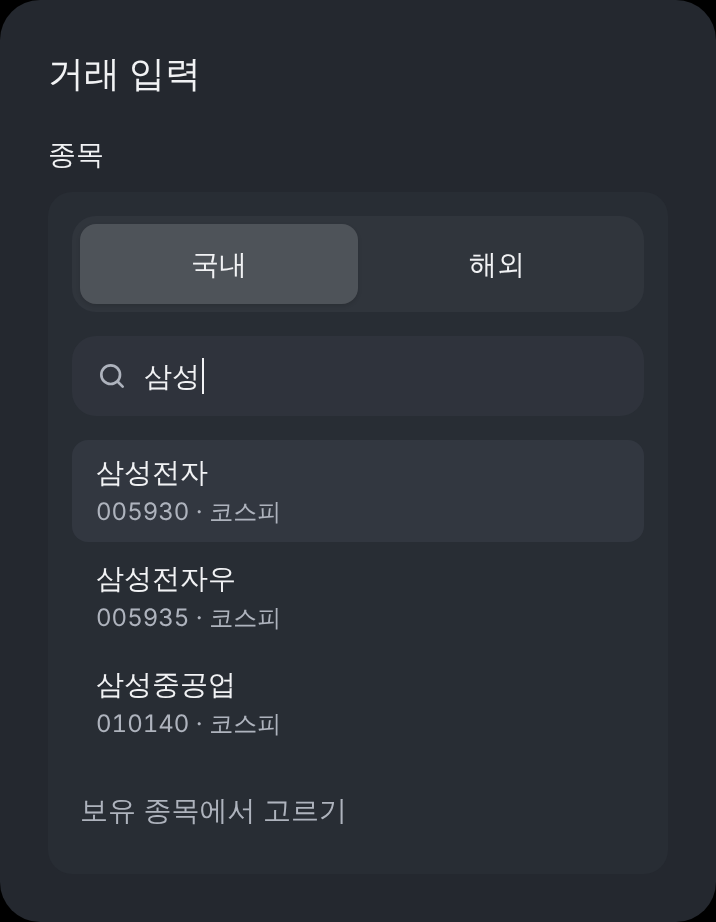 거래 입력
종목
국내 해외
삼성
삼성전자
005930 · 코스피
삼성전자우
005935 · 코스피
삼성중공업
010140 · 코스피
보유 종목에서 고르기